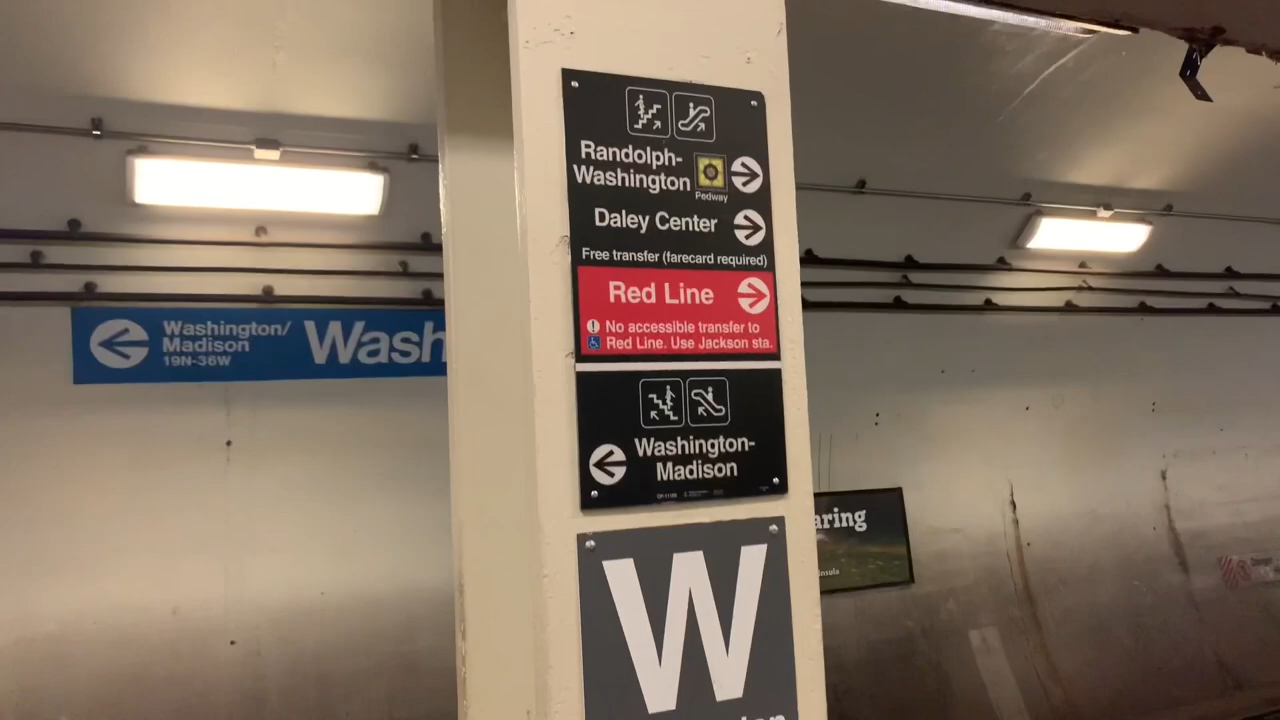 Randolph-
Washington
Pedway
Daley Center
Free transfer (farecard required)
Red Line
No accessible transfer to
Red Line. Use Jackson sta.
Washington/
Madison
19N-36W
Wash
Washington-
Madison
aring
insula
W